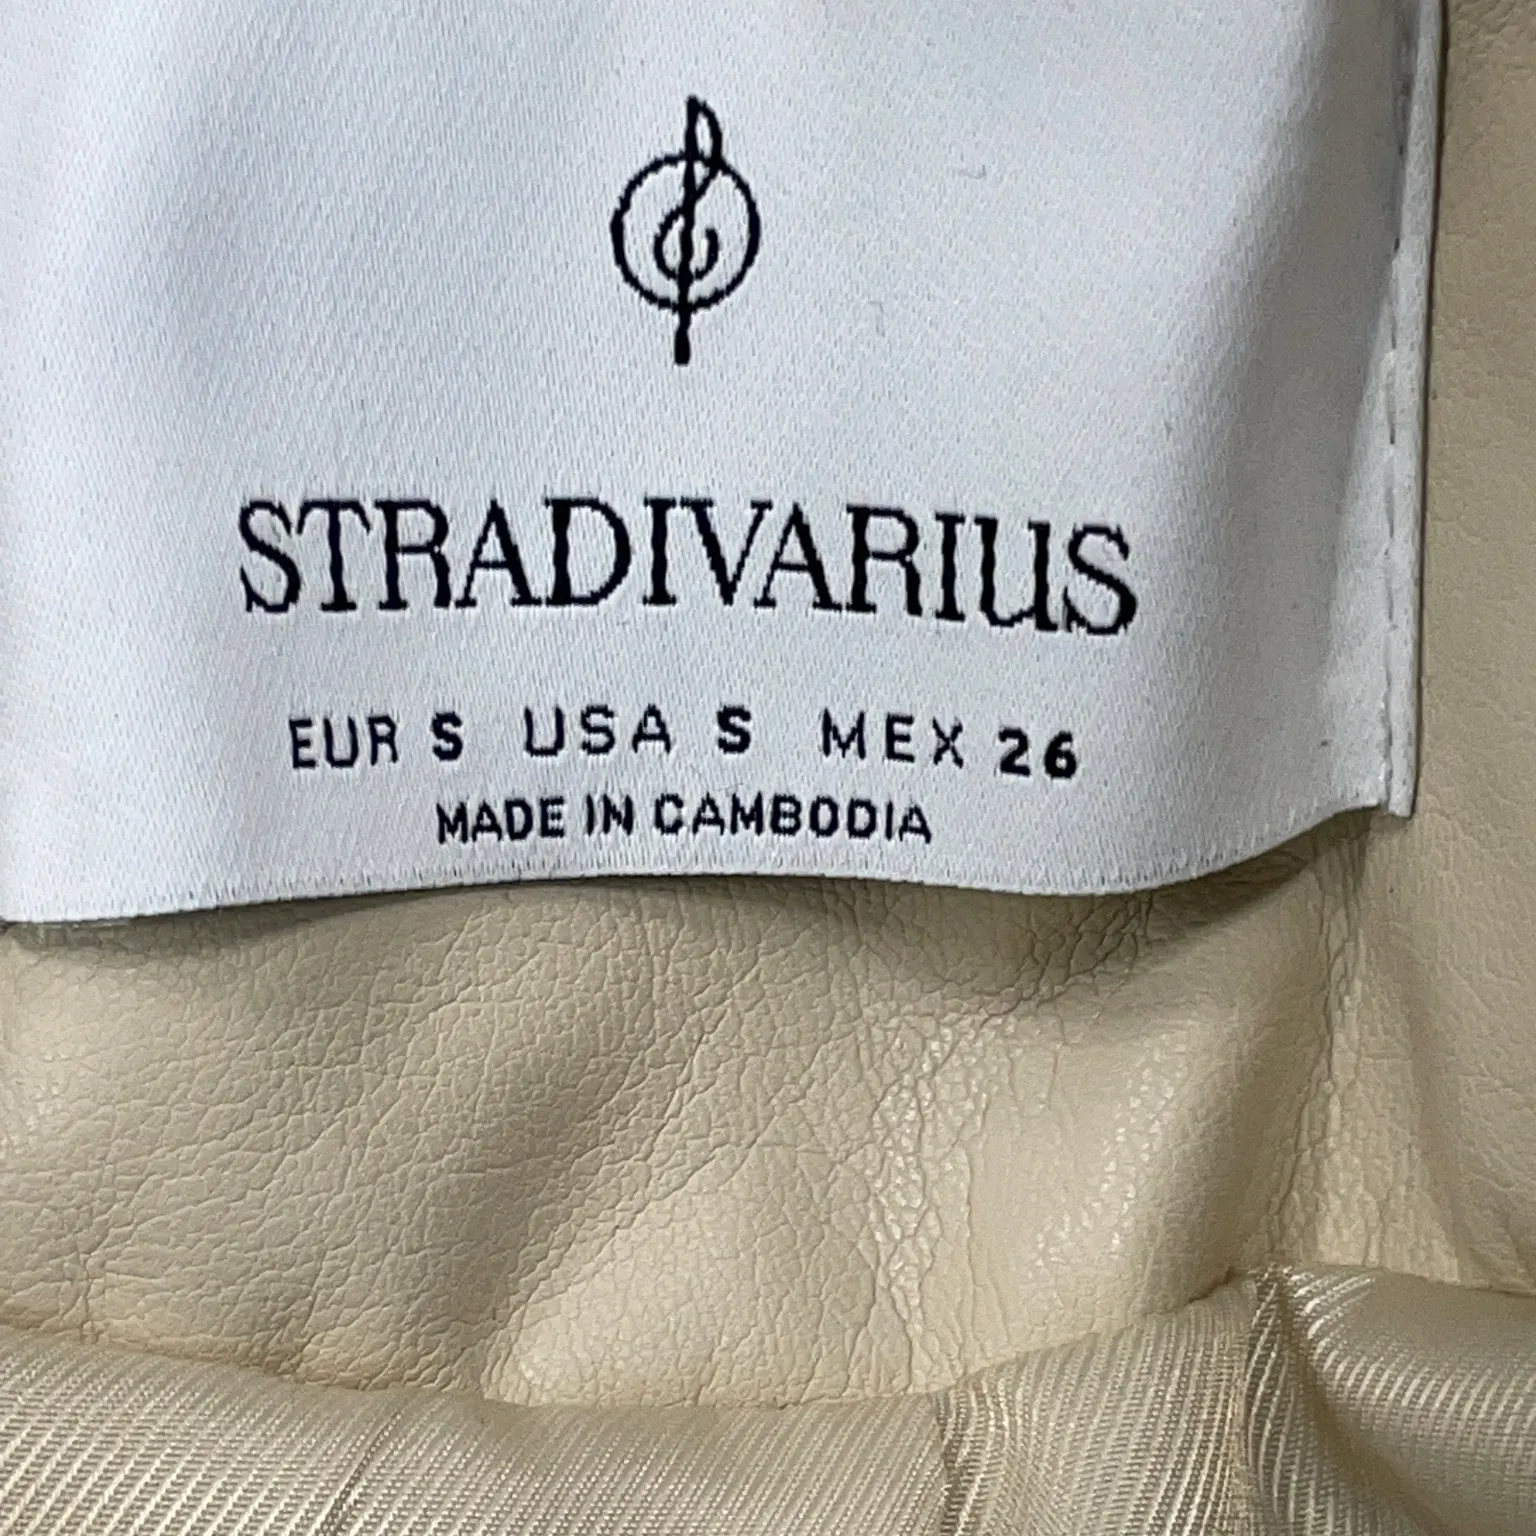 STRADIVARIUS
EUR S USA S MEX 26
MADE IN CAMBODIA